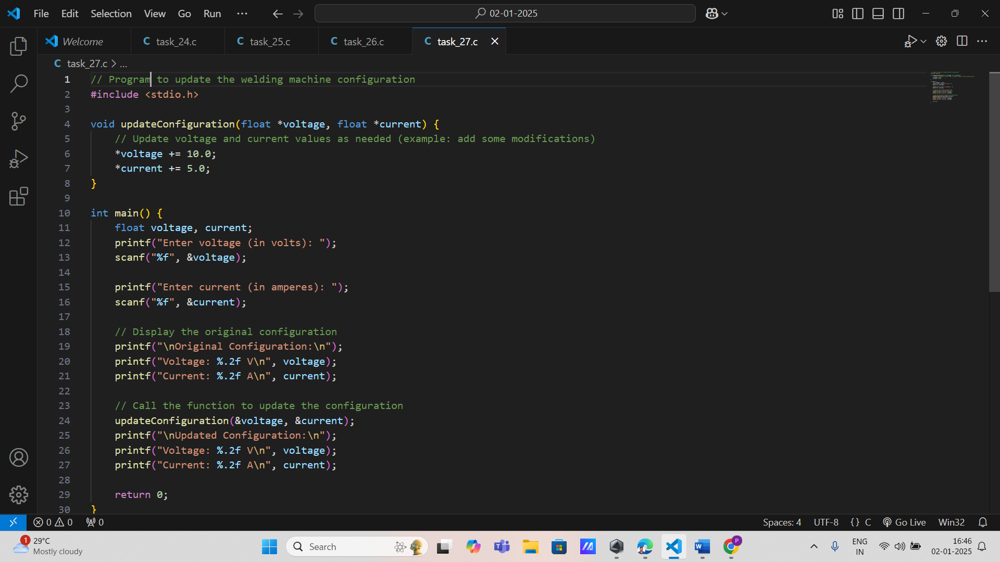 File Edit Selection View Go Run ··· 02-01-2025
Welcome task_24.c task_25.c task_26.c task_27.c
C task_27.c > ...
1 // Program to update the welding machine configuration
2 #include <stdio.h>
3
4 void updateConfiguration(float *voltage, float *current) {
5     // Update voltage and current values as needed (example: add some modifications)
6     *voltage += 10.0;
7     *current += 5.0;
8 }
9
10 int main() {
11     float voltage, current;
12     printf("Enter voltage (in volts): ");
13     scanf("%f", &voltage);
14
15     printf("Enter current (in amperes): ");
16     scanf("%f", &current);
17
18     // Display the original configuration
19     printf("\nOriginal Configuration:\n");
20     printf("Voltage: %.2f V\n", voltage);
21     printf("Current: %.2f A\n", current);
22
23     // Call the function to update the configuration
24     updateConfiguration(&voltage, &current);
25     printf("\nUpdated Configuration:\n");
26     printf("Voltage: %.2f V\n", voltage);
27     printf("Current: %.2f A\n", current);
28
29     return 0;
30 }
0 0 0 Spaces: 4 UTF-8 {} C Go Live Win32
1 29°C
Mostly cloudy
Search
P
ENG
IN
16:46
02-01-2025